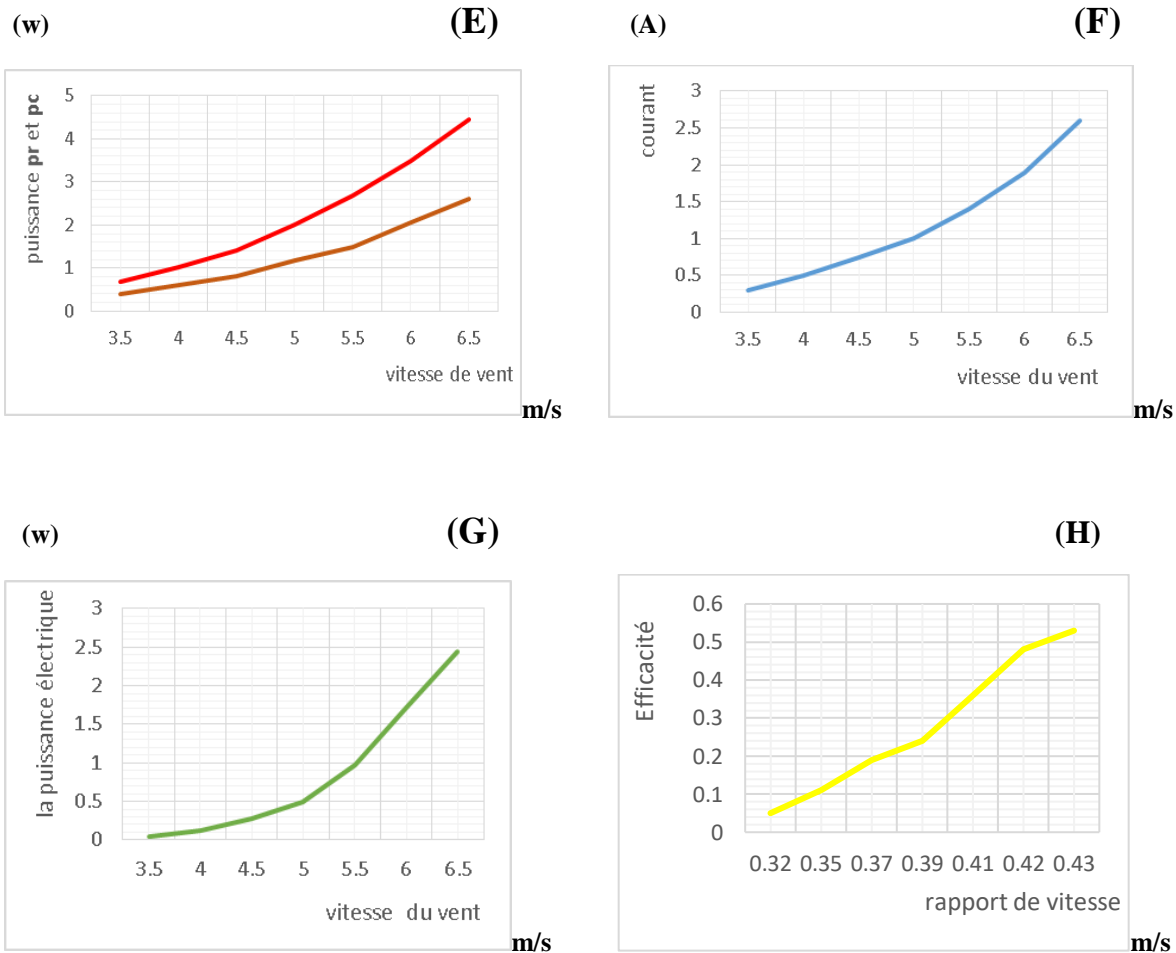 (w)
(E)
puissance pr et pc
5
4
3
2
1
0
3.5 4 4.5 5 5.5 6 6.5
vitesse de vent
m/s
(A)
(F)
courant
3
2.5
2
1.5
1
0.5
0
3.5 4 4.5 5 5.5 6 6.5
vitesse du vent
m/s
(w)
(G)
la puissance électrique
3
2.5
2
1.5
1
0.5
0
3.5 4 4.5 5 5.5 6 6.5
vitesse du vent
m/s
(H)
Efficacité
0.6
0.5
0.4
0.3
0.2
0.1
0
0.32 0.35 0.37 0.39 0.41 0.42 0.43
rapport de vitesse
m/s